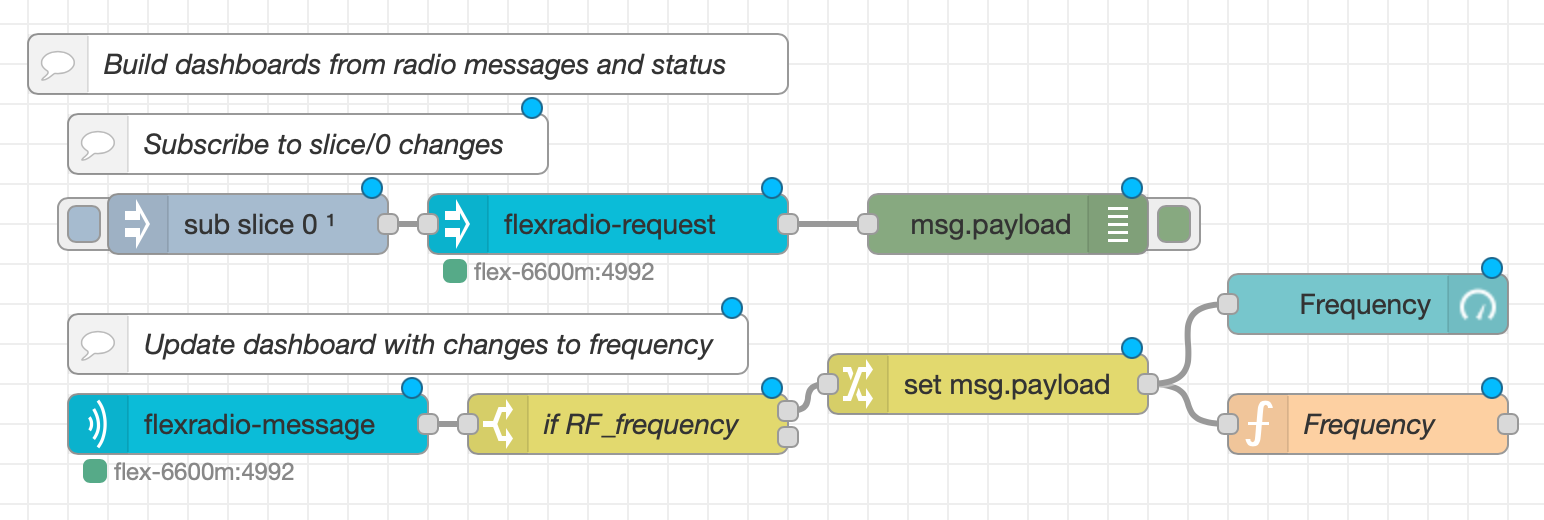 Build dashboards from radio messages and status
Subscribe to slice/0 changes
sub slice 0 ¹
flexradio-request
msg.payload
flex-6600m:4992
Frequency
Update dashboard with changes to frequency
set msg.payload
flexradio-message
if RF_frequency
Frequency
flex-6600m:4992